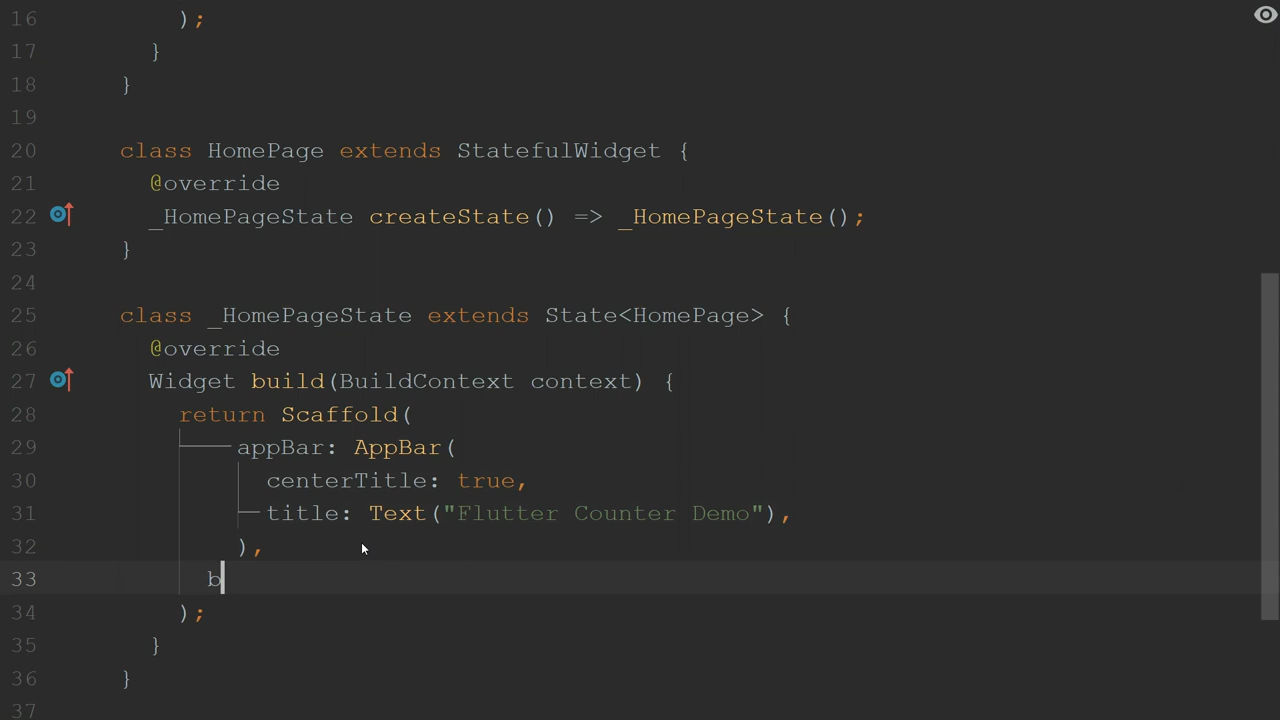 16 );
17 }
18 }
19
20 class HomePage extends StatefulWidget {
21 @override
22 _HomePageState createState() => _HomePageState();
23 }
24
25 class _HomePageState extends State<HomePage> {
26 @override
27 Widget build(BuildContext context) {
28 return Scaffold(
29 appBar: AppBar(
30 centerTitle: true,
31 title: Text("Flutter Counter Demo"),
32 ),
33 b
34 );
35 }
36 }
37